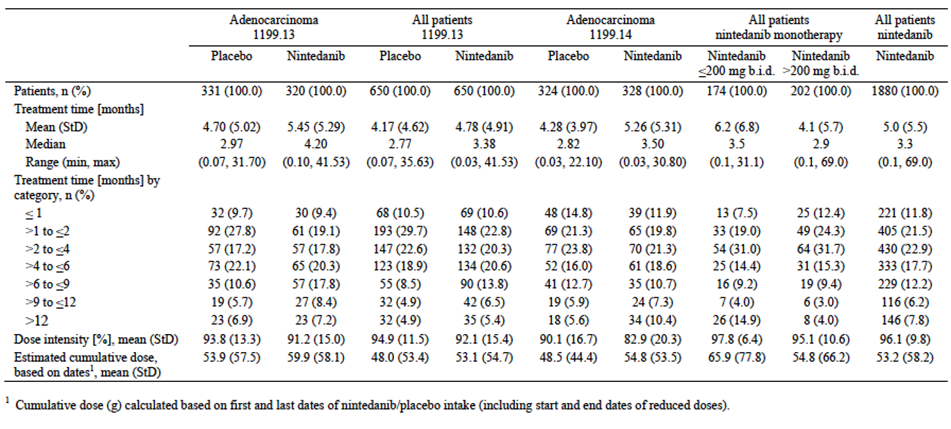 Adenocarcinoma All patients Adenocarcinoma All patients All patients
1199.13 1199.13 1199.14 nintedanib monotherapy nintedanib
Placebo Nintedanib Placebo Nintedanib Placebo Nintedanib Nintedanib Nintedanib Nintedanib
≤200 mg b.i.d. >200 mg b.i.d.
Patients, n (%) 331 (100.0) 320 (100.0) 650 (100.0) 650 (100.0) 324 (100.0) 328 (100.0) 174 (100.0) 202 (100.0) 1880 (100.0)
Treatment time [months]
Mean (StD) 4.70 (5.02) 5.45 (5.29) 4.17 (4.62) 4.78 (4.91) 4.28 (3.97) 5.26 (5.31) 6.2 (6.8) 4.1 (5.7) 5.0 (5.5)
Median 2.97 4.20 2.77 3.38 2.82 3.50 3.5 2.9 3.3
Range (min, max) (0.07, 31.70) (0.10, 41.53) (0.07, 35.63) (0.03, 41.53) (0.03, 22.10) (0.03, 30.80) (0.1, 31.1) (0.1, 69.0) (0.1, 69.0)
Treatment time [months] by
category, n (%)
≤ 1 32 (9.7) 30 (9.4) 68 (10.5) 69 (10.6) 48 (14.8) 39 (11.9) 13 (7.5) 25 (12.4) 221 (11.8)
>1 to ≤2 92 (27.8) 61 (19.1) 193 (29.7) 148 (22.8) 69 (21.3) 65 (19.8) 33 (19.0) 49 (24.3) 405 (21.5)
>2 to ≤4 57 (17.2) 57 (17.8) 147 (22.6) 132 (20.3) 77 (23.8) 70 (21.3) 54 (31.0) 64 (31.7) 430 (22.9)
>4 to ≤6 73 (22.1) 65 (20.3) 123 (18.9) 134 (20.6) 52 (16.0) 61 (18.6) 25 (14.4) 31 (15.3) 333 (17.7)
>6 to ≤9 35 (10.6) 57 (17.8) 55 (8.5) 90 (13.8) 41 (12.7) 35 (10.7) 16 (9.2) 19 (9.4) 229 (12.2)
>9 to ≤12 19 (5.7) 27 (8.4) 32 (4.9) 42 (6.5) 19 (5.9) 24 (7.3) 7 (4.0) 6 (3.0) 116 (6.2)
>12 23 (6.9) 23 (7.2) 32 (4.9) 35 (5.4) 18 (5.6) 34 (10.4) 26 (14.9) 8 (4.0) 146 (7.8)
Dose intensity [%], mean (StD) 93.8 (13.3) 91.2 (15.0) 94.9 (11.5) 92.1 (15.4) 90.1 (16.7) 82.9 (20.3) 97.8 (6.4) 95.1 (10.6) 96.1 (9.8)
Estimated cumulative dose, 53.9 (57.5) 59.9 (58.1) 48.0 (53.4) 53.1 (54.7) 48.5 (44.4) 54.8 (53.5) 65.9 (77.8) 54.8 (66.2) 53.2 (58.2)
based on dates¹, mean (StD)
¹ Cumulative dose (g) calculated based on first and last dates of nintedanib/placebo intake (including start and end dates of reduced doses).